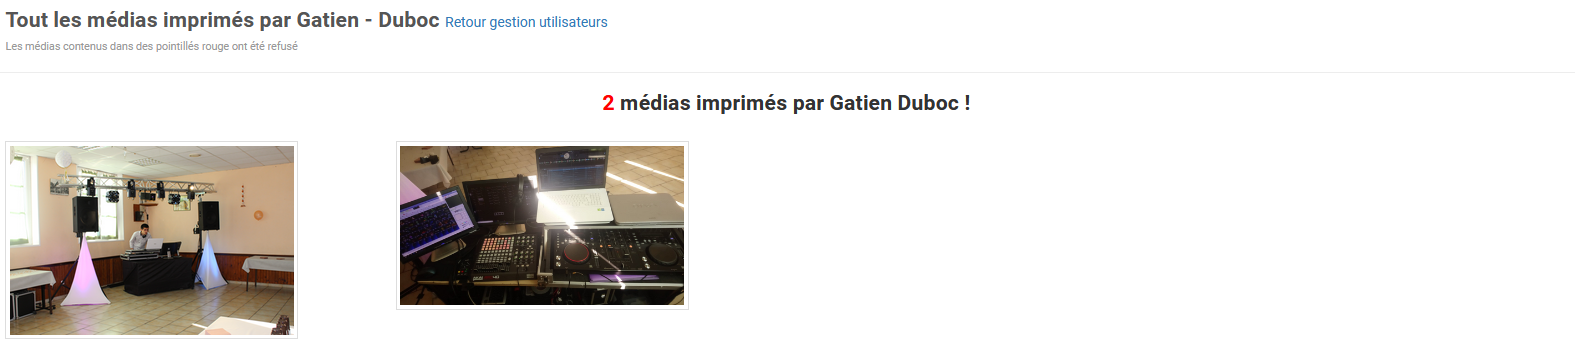 Tout les médias imprimés par Gatien - Duboc Retour gestion utilisateurs
Les médias contenus dans des pointillés rouge ont été refusé
2 médias imprimés par Gatien Duboc !